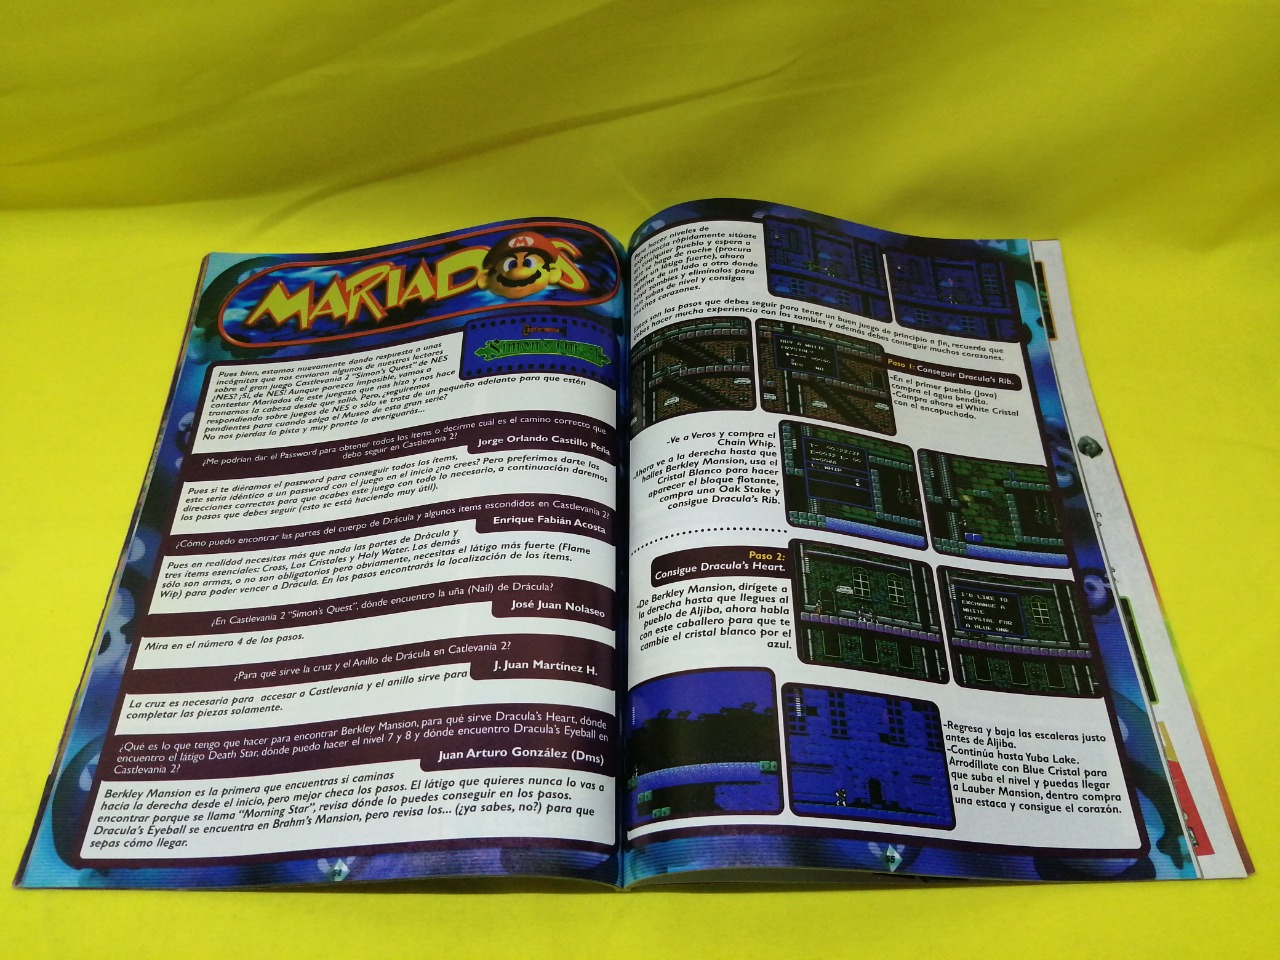 MARIADOS
Castlevania II
Simon's Quest
Pues bien, estamos nuevamente dando respuesta a unas
incógnitas que nos enviaron algunos de nuestros lectores
sobre el gran juego Castlevania 2 "Simon's Quest" de NES
¿NES? ¡Sí, de NES! Aunque parezca imposible, vamos a
contestar Mariados de este juegazo que nos hizo y nos hace
tronarnos la cabeza desde que salió. Pero, ¿seguiremos
respondiendo sobre juegos de NES o sólo se trata de un pequeño adelanto para que estén
pendientes para cuando salga el Museo de esta gran serie?
No nos pierdas la pista y muy pronto lo averiguarás...
¿Me podrían dar el Password para obtener todos los ítems o decirme cuál es el camino correcto que
debo seguir en Castlevania 2?
Jorge Orlando Castillo Peña
Pues si te diéramos el password para conseguir todos los ítems,
este sería idéntico a un password con el juego en el inicio ¿no crees? Pero preferimos darte las
direcciones correctas para que acabes este juego con todo lo necesario, a continuación daremos
los pasos que debes seguir (esto se está haciendo muy útil).
¿Cómo puedo encontrar las partes del cuerpo de Drácula y algunos ítems escondidos en Castlevania 2?
Enrique Fabián Acosta
Pues en realidad necesitas más que nada las partes de Drácula y
tres ítems esenciales: Cross, Los Cristales y Holy Water. Los demás
sólo son armas, o no son obligatorios pero obviamente, necesitas el látigo más fuerte (Flame
Wip) para poder vencer a Drácula. En los pasos encontrarás la localización de los ítems.
¿En Castlevania 2 "Simon's Quest", dónde encuentro la uña (Nail) de Drácula?
José Juan Nolaseo
Mira en el número 4 de los pasos.
¿Para qué sirve la cruz y el Anillo de Drácula en Catlevania 2?
J. Juan Martínez H.
La cruz es necesaria para accesar a Castlevania y el anillo sirve para
completar las piezas solamente.
¿Qué es lo que tengo que hacer para encontrar Berkley Mansion, para qué sirve Dracula's Heart, dónde
encuentro el látigo Death Star, dónde puedo hacer el nivel 7 y 8 y dónde encuentro Dracula's Eyeball en
Castlevania 2?
Juan Arturo González (Dms)
Berkley Mansion es la primera que encuentras si caminas
hacia la derecha desde el inicio, pero mejor checa los pasos. El látigo que quieres nunca lo vas a
encontrar porque se llama "Morning Star", revisa dónde lo puedes conseguir en los pasos.
Dracula's Eyeball se encuentra en Brahm's Mansion, pero revisa los... (¿ya sabes, no?) para que
sepas cómo llegar.
Para hacer niveles de
experiencia rápidamente sitúate
en cualquier pueblo y espera a
que se haga de noche (procura
tener un látigo fuerte), ahora
camina de un lado a otro donde
haya zombies y elimínalos para
que subas de nivel y consigas
muchos corazones.
Estos son los pasos que debes seguir para tener un buen juego de principio a fin, recuerda que
debes hacer mucha experiencia con los zombies y además debes conseguir muchos corazones.
BUY A WHITE
CRYSTAL?
YES NO
Paso 1: Conseguir Dracula's Rib.
-En el primer pueblo (Jova)
compra el agua bendita.
-Compra ahora el White Cristal
con el encapuchado.
-Ve a Veros y compra el
Chain Whip.
-Ahora ve a la derecha hasta que
halles Berkley Mansion, usa el
Cristal Blanco para hacer
aparecer el bloque flotante,
compra una Oak Stake y
consigue Dracula's Rib.
Paso 2:
Consigue Dracula's Heart.
-De Berkley Mansion, dirígete a
la derecha hasta que llegues al
pueblo de Aljiba, ahora habla
con este caballero para que te
cambie el cristal blanco por el
azul.
I'D LIKE TO
EXCHANGE A
WHITE
CRYSTAL FOR
A BLUE ONE
-Regresa y baja las escaleras justo
antes de Aljiba.
-Continúa hasta Yuba Lake.
Arrodíllate con Blue Cristal para
que suba el nivel y puedas llegar
a Lauber Mansion, dentro compra
una estaca y consigue el corazón.
55